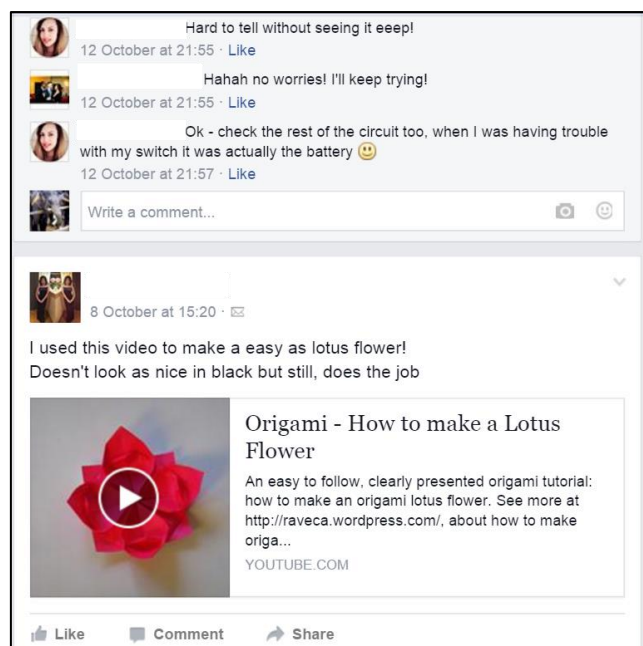 Hard to tell without seeing it eeep!
12 October at 21:55 · Like
Hahah no worries! I'll keep trying!
12 October at 21:55 · Like
Ok - check the rest of the circuit too, when I was having trouble
with my switch it was actually the battery 🙂
12 October at 21:57 · Like
Write a comment...
8 October at 15:20 ·
I used this video to make a easy as lotus flower!
Doesn't look as nice in black but still, does the job
Origami - How to make a Lotus
Flower
An easy to follow, clearly presented origami tutorial:
how to make an origami lotus flower. See more at
http://raveca.wordpress.com/, about how to make
origa...
YOUTUBE.COM
Like Comment Share